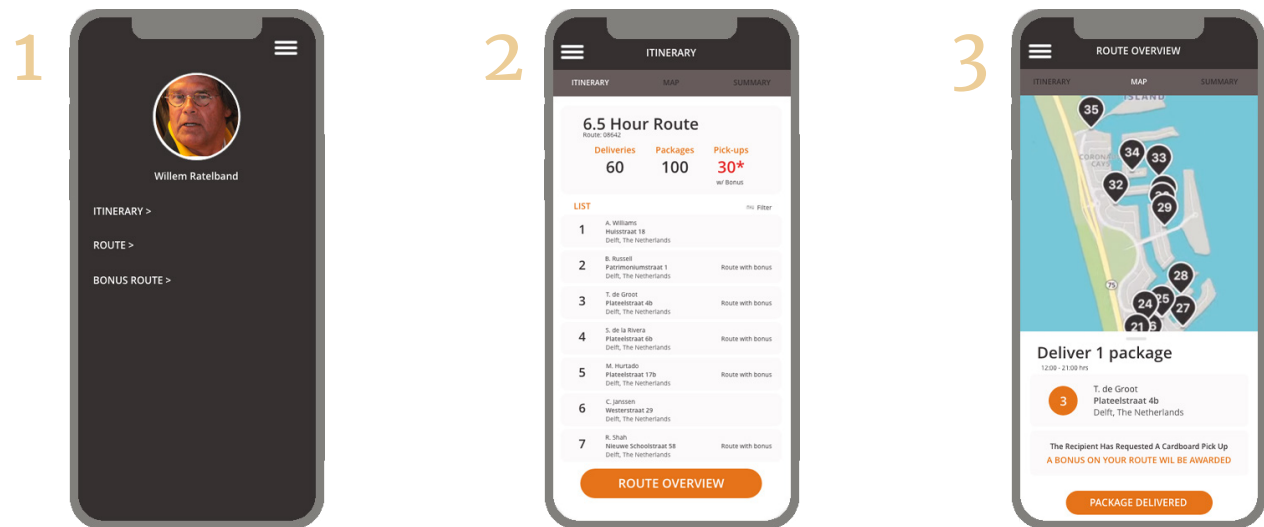 1
Willem Ratelband
ITINERARY >
ROUTE >
BONUS ROUTE >
2
ITINERARY
ITINERARY MAP SUMMARY
6.5 Hour Route
Route: 08642
Deliveries Packages Pick-ups
60 100 30*
w/ Bonus
LIST Filter
1
A. Williams
Huisstraat 18
Delft, The Netherlands
2
B. Russell
Patrimoniumstraat 1 Route with bonus
Delft, The Netherlands
3
T. de Groot
Plateelstraat 4b Route with bonus
Delft, The Netherlands
4
S. de la Rivera
Plateelstraat 6b Route with bonus
Delft, The Netherlands
5
M. Hurtado
Plateelstraat 17b Route with bonus
Delft, The Netherlands
6
C. Janssen
Westerstraat 29
Delft, The Netherlands
7
R. Shah
Nieuwe Schoolstraat 58 Route with bonus
Delft, The Netherlands
ROUTE OVERVIEW
3
ROUTE OVERVIEW
ITINERARY MAP SUMMARY
ISLAND
35
34
33
CAYS
32
29
28
75
25
24
27
21
Deliver 1 package
12:00 - 21:00 hrs
3
T. de Groot
Plateelstraat 4b
Delft, The Netherlands
The Recipient Has Requested A Cardboard Pick Up
A BONUS ON YOUR ROUTE WIL BE AWARDED
PACKAGE DELIVERED